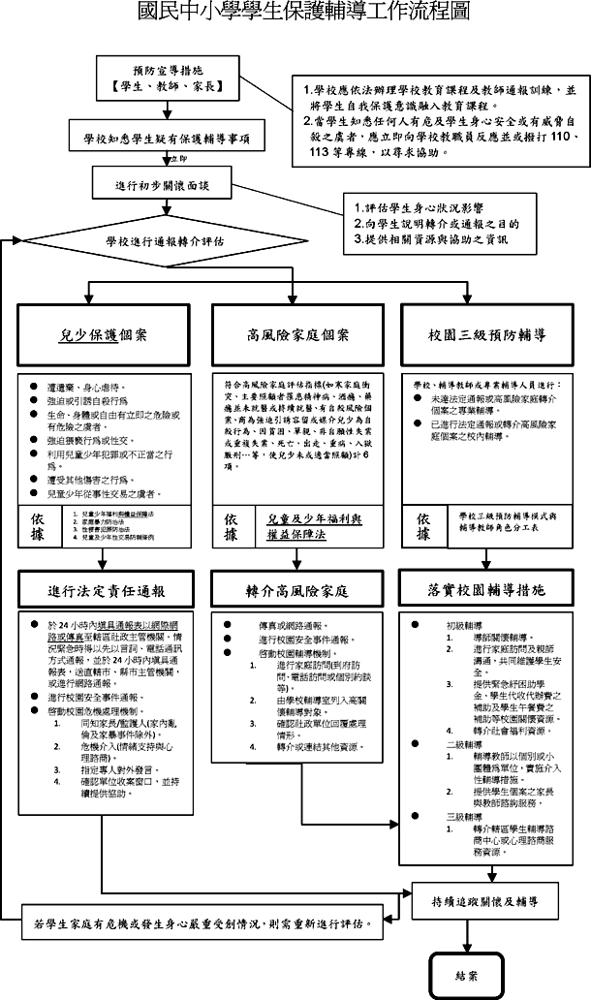 國民中小學學生保護輔導工作流程圖
預防宣導措施
【學生、教師、家長】
1.學校應依法辦理學校教育課程及教師通報訓練，並
將學生自我保護意識融入教育課程。
2.當學生知悉任何人有危及學生身心安全或有威脅自
殺之虞者，應立即向學校教職員反應並或撥打 110、
113 等專線，以尋求協助。
學校知悉學生疑有保護輔導事項
立即
進行初步關懷面談
1.評估學生身心狀況影響
2.向學生說明轉介或通報之目的
3.提供相關資源與協助之資訊
學校進行通報轉介評估
兒少保護個案
● 遭遺棄、身心虐待。
● 強迫或引誘自殺行為
● 生命、身體或自由有立即之危險或
有危險之虞者。
● 強迫猥褻行為或性交。
● 利用兒童少年犯罪或不正當之行
為。
● 遭受其他傷害之行為。
● 兒童少年從事性交易之虞者。
依
據
1. 兒童及少年福利與權益保障法
2. 家庭暴力防治法
3. 性侵害犯罪防治法
4. 兒童及少年性交易防制條例
進行法定責任通報
● 於 24 小時內填具通報表以網際網
路或傳真至轄區社政主管機關，情
況緊急時得以先以言詞、電話通訊
方式通報，並於 24 小時內填具通
報表，送直轄市、縣市主管機關，
或進行網路通報。
● 進行校園安全事件通報。
● 啓動校園危機處理機制。
1. 同知家長/監護人(家內亂
倫及家暴事件除外)。
2. 危機介入(情緒支持與心
理諮商)。
3. 指定專人對外發言。
4. 確認單位收案窗口，並持
續提供協助。
高風險家庭個案
符合高風險家庭評估指標(如寒家庭衝
突、主要照顧者罹患精神病、酒癮、藥
癮並未就醫或持續就醫、有自殺風險個
案、為強迫引誘容留或媒介兒少為自
殺行為、因貧困、單親、非自願性失業
或重複失業、死亡、出走、重病、入獄
服刑…等，使兒少未或適當照顧)計 6
項。
依
據
兒童及少年福利與
權益保障法
轉介高風險家庭
● 傳真或網路通報。
● 進行校園安全事件通報。
● 啓動校園輔導機制。
1. 進行家庭訪問(到府訪
問、電話訪問或個別約談
等)。
2. 由學校輔導室列入高關
懷輔導對象。
3. 確認社政單位回覆處理
情形。
4. 轉介或連結其他資源。
校園三級預防輔導
學校、輔導教師或專業輔導人員進行：
● 未達法定通報或高風險家庭轉介
個案之專業輔導。
● 已進行法定通報或轉介高風險家
庭個案之校內輔導。
依
據
學校三級預防輔導模式與
輔導教師角色分工表
落實校園輔導措施
● 初級輔導
1. 導師關懷輔導。
2. 進行家庭訪問及親師
溝通，共同維護學生安
全。
3. 提供緊急紓困助學
金、學生代收代辦費之
補助及學生午餐費之
補助等校園關懷資源。
4. 轉介社會福利資源。
● 二級輔導
1. 輔導教師以個別或小
團體為單位，實施介入
性輔導措施。
2. 提供學生個案之家長
與教師諮詢服務。
● 三級輔導
1. 轉介轄區學生輔導諮
商中心或心理諮商服
務資源。
持續追蹤關懷及輔導
若學生家庭有危機或發生身心嚴重受創情況，則需重新進行評估。
結案